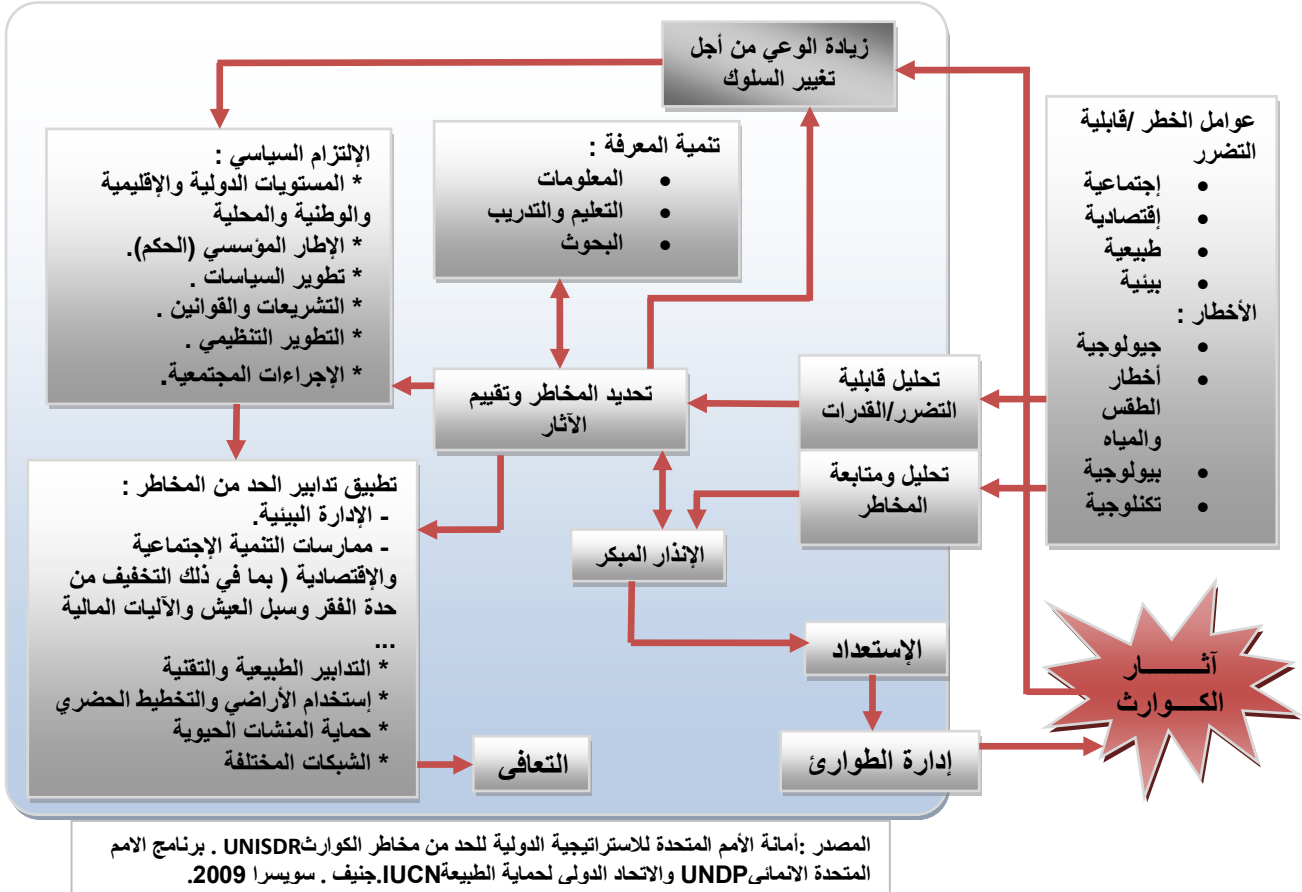 زيادة الوعي من أجل
تغيير السلوك
عوامل الخطر /قابلية
التضرر
• إجتماعية
• إقتصادية
• طبيعية
• بيئية
الأخطار :
• جيولوجية
• أخطار
الطقس
والمياه
• بيولوجية
• تكنلوجية
تنمية المعرفة :
• المعلومات
• التعليم والتدريب
• البحوث
الإلتزام السياسي :
* المستويات الدولية والإقليمية
والوطنية والمحلية
* الإطار المؤسسي (الحكم).
* تطوير السياسات .
* التشريعات والقوانين .
* التطوير التنظيمي .
* الإجراءات المجتمعية.
تحليل قابلية
التضرر/القدرات
تحديد المخاطر وتقييم
الآثار
تحليل ومتابعة
المخاطر
الإنذار المبكر
تطبيق تدابير الحد من المخاطر :
- الإدارة البيئية.
- ممارسات التنمية الإجتماعية
والإقتصادية ( بما في ذلك التخفيف من
حدة الفقر وسبل العيش والآليات المالية
...
* التدابير الطبيعية والتقنية
* إستخدام الأراضي والتخطيط الحضري
* حماية المنشات الحيوية
* الشبكات المختلفة
الإستعداد
آثـــــــار
الكـــوارث
إدارة الطوارئ
التعافى
المصدر :أمانة الأمم المتحدة للاستراتيجية الدولية للحد من مخاطر الكوارثUNISDR . برنامج الامم
المتحدة الانمائىUNDP والاتحاد الدولى لحماية الطبيعةIUCN.جنيف . سويسرا 2009.